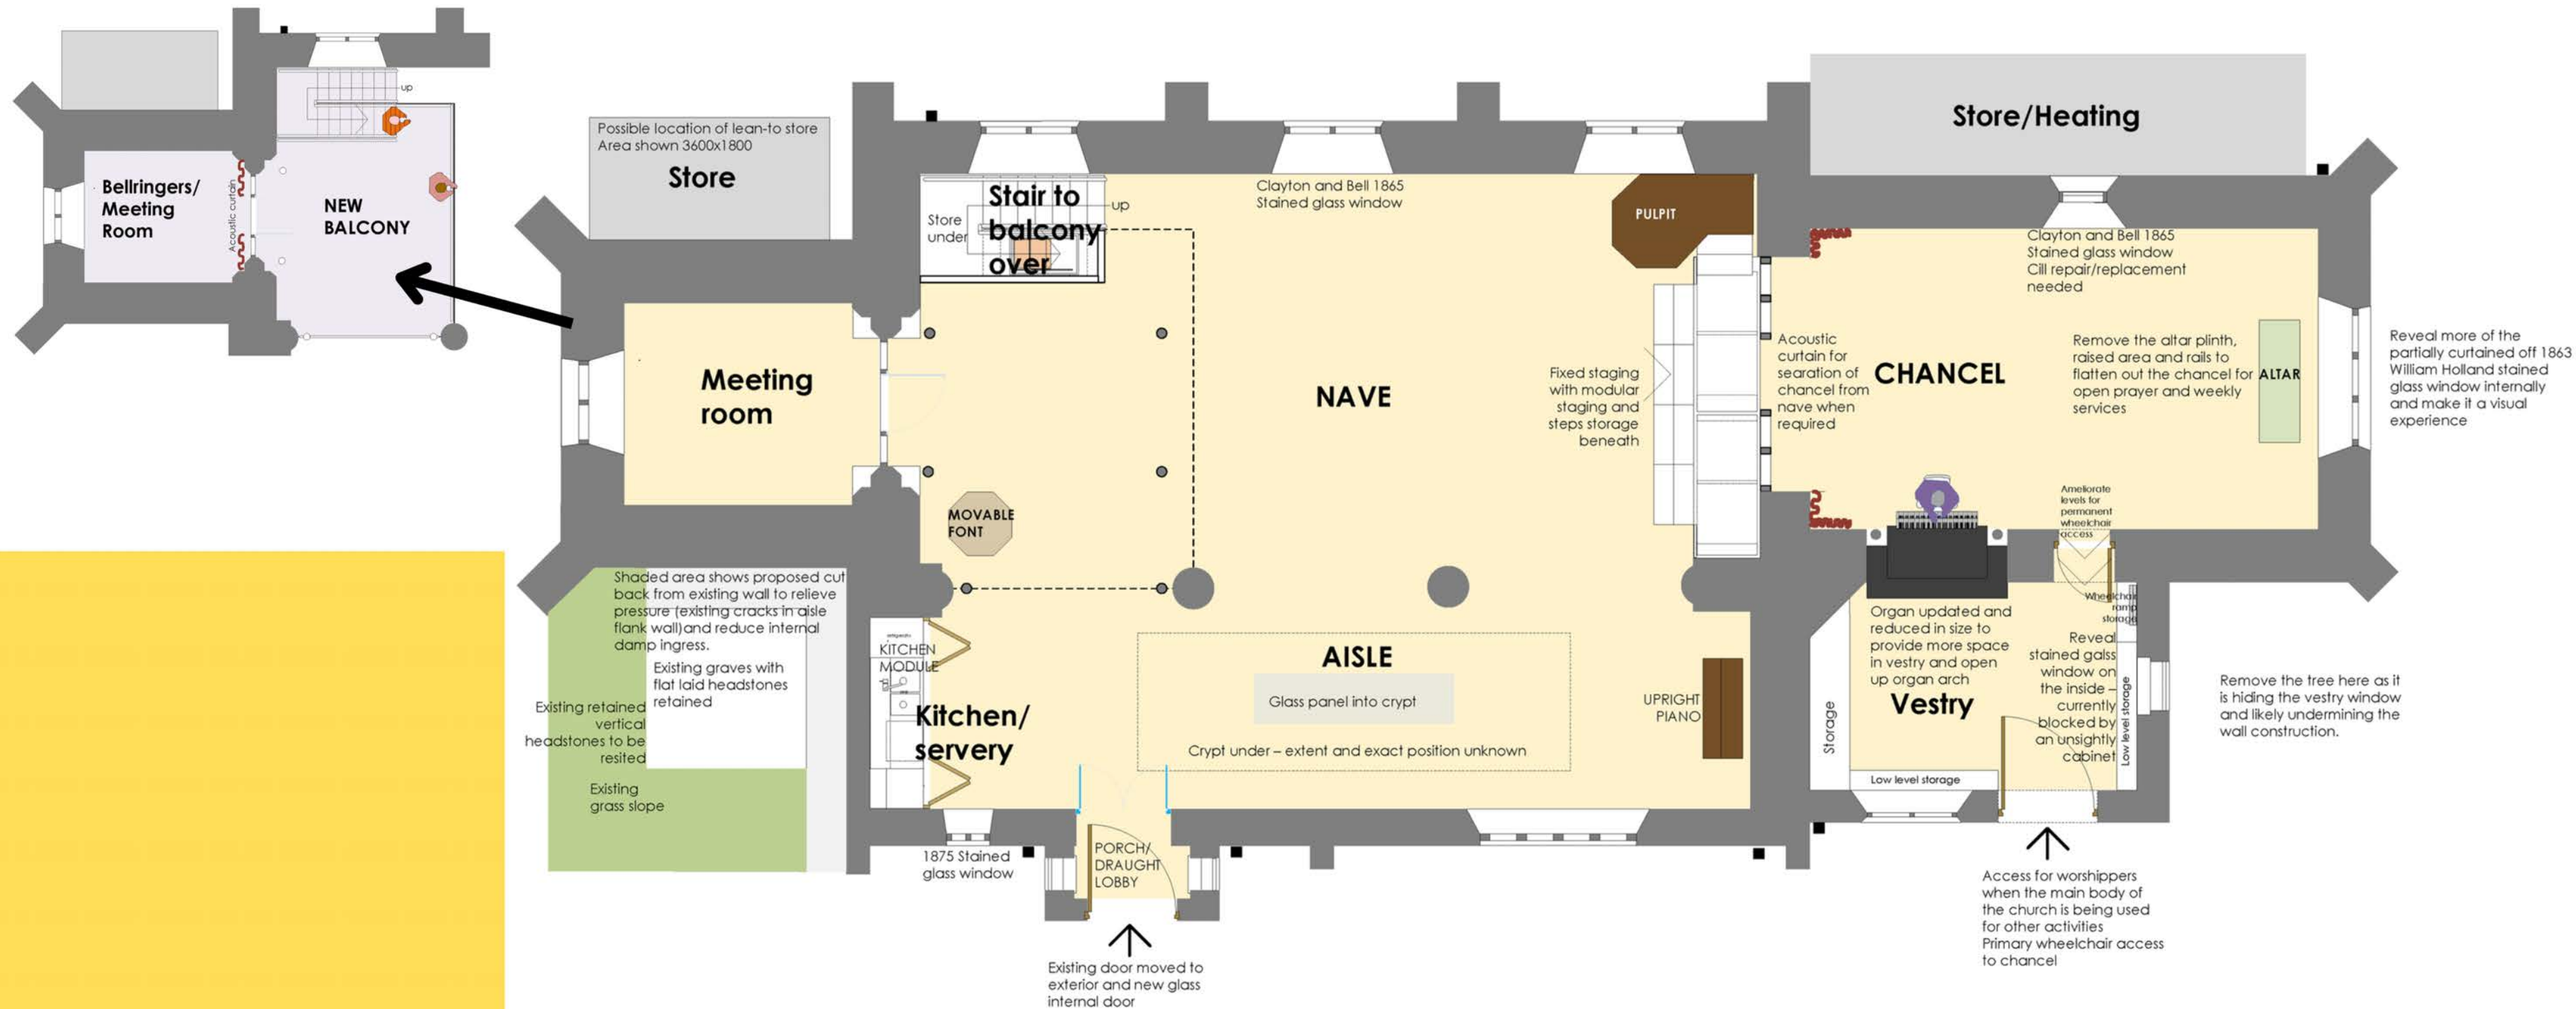 up
Bellringers/
Meeting
Room
Acoustic curtain
NEW
BALCONY
Possible location of lean-to store
Area shown 3600x1800
Store
Store
under
Stair to
balcony
over
up
Clayton and Bell 1865
Stained glass window
PULPIT
Store/Heating
Clayton and Bell 1865
Stained glass window
Cill repair/replacement
needed
Meeting
room
NAVE
Fixed staging
with modular
staging and
steps storage
beneath
Acoustic
curtain for
searation of
chancel from
nave when
required
CHANCEL
Remove the altar plinth,
raised area and rails to
flatten out the chancel for
open prayer and weekly
services
ALTAR
Reveal more of the
partially curtained off 1863
William Holland stained
glass window internally
and make it a visual
experience
MOVABLE
FONT
Ameliorate
levels for
permanent
wheelchair
access
Shaded area shows proposed cut
back from existing wall to relieve
pressure (existing cracks in aisle
flank wall)and reduce internal
damp ingress.
Existing graves with
flat laid headstones
retained
Existing retained
vertical
headstones to be
resited
Existing
grass slope
KITCHEN
MODULE
Kitchen/
servery
AISLE
Glass panel into crypt
Crypt under – extent and exact position unknown
UPRIGHT
PIANO
Organ updated and
reduced in size to
provide more space
in vestry and open
up organ arch
Vestry
Storage
Low level storage
Wheelchair
ramp
storage
Reveal
stained galss
window on
the inside –
currently
blocked by
an unsightly
cabinet
Low level storage
Remove the tree here as it
is hiding the vestry window
and likely undermining the
wall construction.
1875 Stained
glass window
PORCH/
DRAUGHT
LOBBY
Existing door moved to
exterior and new glass
internal door
Access for worshippers
when the main body of
the church is being used
for other activities
Primary wheelchair access
to chancel